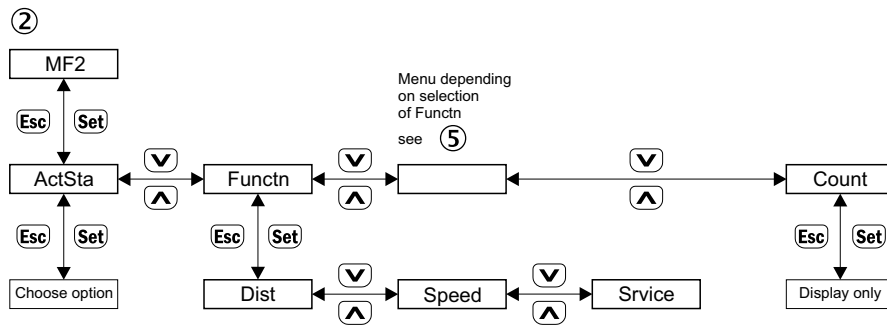 ②
MF2
Menu depending
on selection
of Functn
see ⑤
Esc Set
ActSta
Functn
Count
Esc Set
Esc Set
Esc Set
Choose option
Dist
Speed
Srvice
Display only